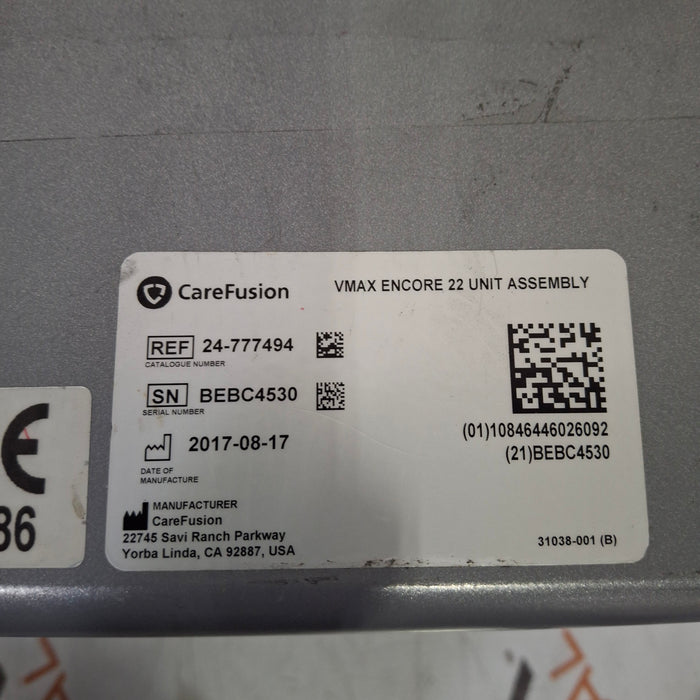 CareFusion
VMAX ENCORE 22 UNIT ASSEMBLY
REF 24-777494
CATALOGUE NUMBER
SN BEBC4530
SERIAL NUMBER
2017-08-17
DATE OF
MANUFACTURE
(01)10846446026092
(21)BEBC4530
MANUFACTURER
CareFusion
22745 Savi Ranch Parkway
Yorba Linda, CA 92887, USA
31038-001 (B)
CE
86